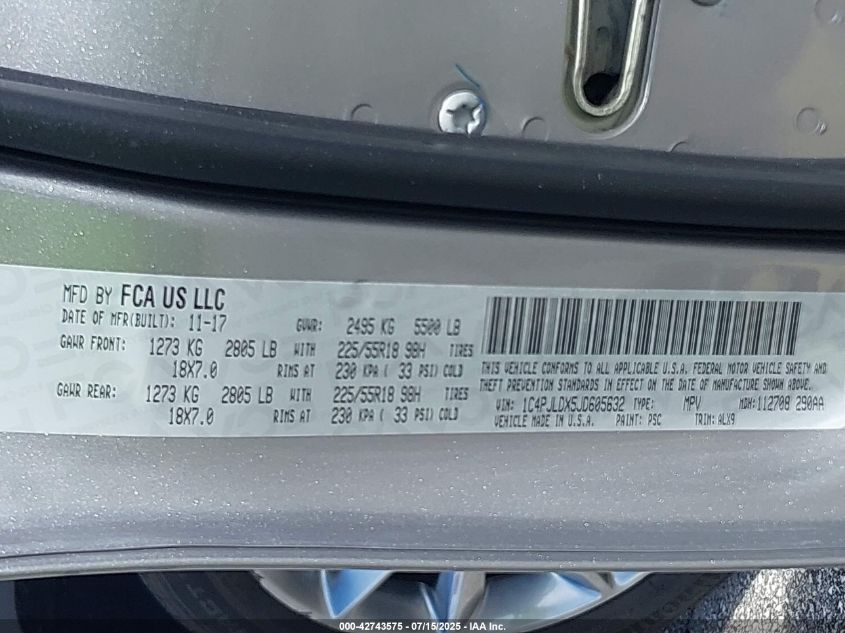 MFD BY FCA US LLC
DATE OF MFR(BUILT): 11-17 GVWR: 2495 KG 5500 LB
GAWR FRONT: 1273 KG 2805 LB WITH 225/55R18 98H TIRES
18X7.0 RIMS AT 230 KPA ( 33 PSI) COLD
GAWR REAR: 1273 KG 2805 LB WITH 225/55R18 98H TIRES
18X7.0 RIMS AT 230 KPA ( 33 PSI) COLD
THIS VEHICLE CONFORMS TO ALL APPLICABLE U.S.A. FEDERAL MOTOR VEHICLE SAFETY AND
THEFT PREVENTION STANDARDS IN EFFECT ON THE DATE OF MANUFACTURE SHOWN ABOVE.
VIN: 1C4PJLDX5JD605632 TYPE: MPV MDH: 112708 290AA
VEHICLE MADE IN U.S.A. PAINT: PSC TRIM: ALX9
000-42743575 - 07/15/2025 - IAA Inc.